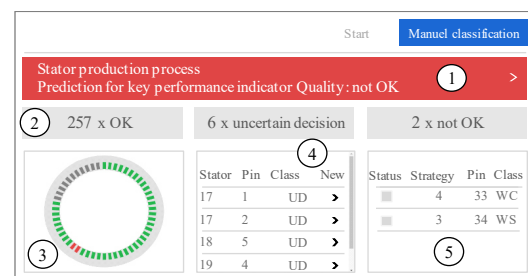 Start Manuel classification
Stator production process
Prediction for key performance indicator Quality: not OK
1 >
2 257 x OK 6 x uncertain decision 2 x not OK
3
4
Stator Pin Class New
17 1 UD >
17 2 UD >
18 5 UD >
19 4 UD >
Status Strategy Pin Class
4 33 WC
3 34 WS
5